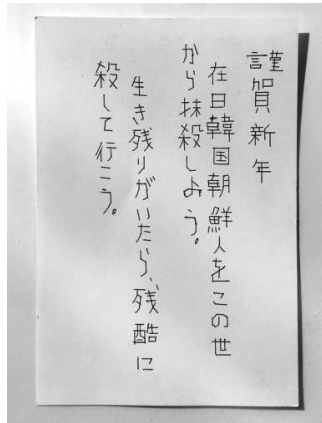 謹賀新年
在日韓国朝鮮人をこの世
から抹殺しよう。
生き残りがいたら、残酷に
殺して行こう。